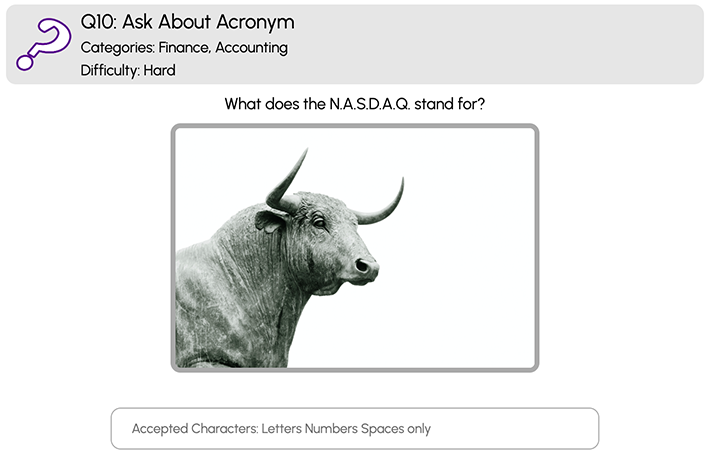 Q10: Ask About Acronym
Categories: Finance, Accounting
Difficulty: Hard
What does the N.A.S.D.A.Q. stand for?
Accepted Characters: Letters Numbers Spaces only